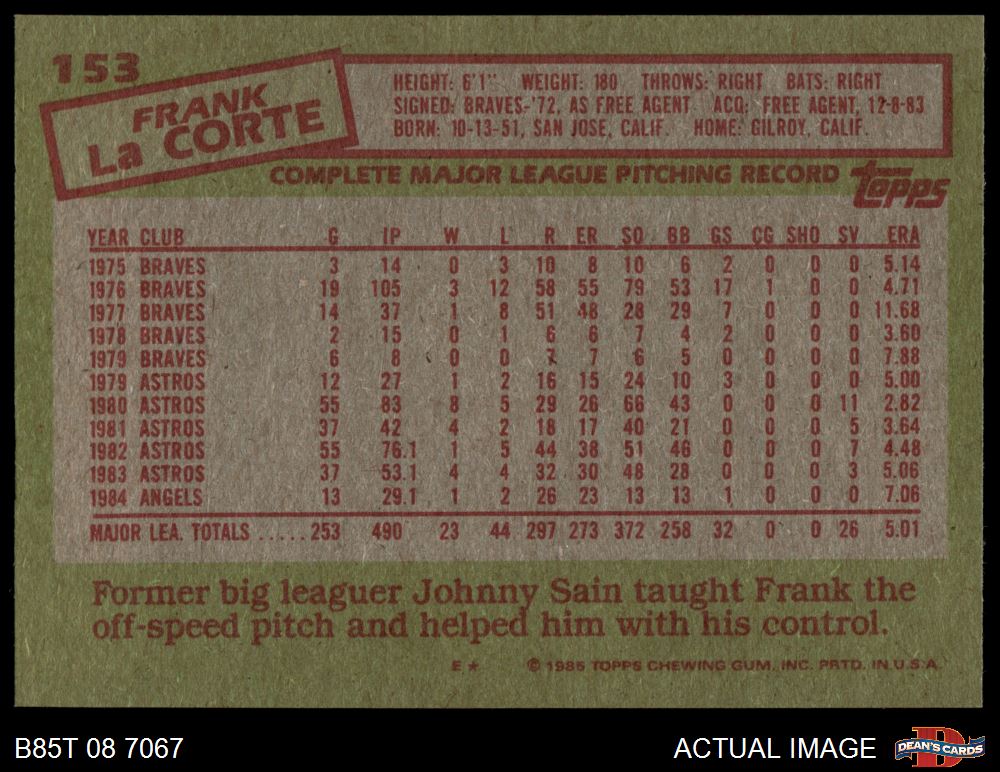 153
FRANK
La CORTE
HEIGHT: 6'1" WEIGHT: 180 THROWS: RIGHT BATS: RIGHT
SIGNED: BRAVES-'72, AS FREE AGENT ACQ: FREE AGENT, 12-8-83
BORN: 10-13-51, SAN JOSE, CALIF. HOME: GILROY, CALIF.
COMPLETE MAJOR LEAGUE PITCHING RECORD topps
YEAR CLUB G IP W L R ER SO BB GS CG SHO SV ERA
1975 BRAVES 3 14 0 3 10 8 10 6 2 0 0 0 5.14
1976 BRAVES 19 105 3 12 58 55 79 53 17 1 0 0 4.71
1977 BRAVES 14 37 1 8 51 48 28 29 7 0 0 0 11.68
1978 BRAVES 2 15 0 1 6 6 7 4 2 0 0 0 3.60
1979 BRAVES 6 8 0 0 7 7 6 5 0 0 0 0 7.88
1979 ASTROS 12 27 1 2 16 15 24 10 3 0 0 0 5.00
1980 ASTROS 55 83 8 5 29 26 66 43 0 0 0 11 2.82
1981 ASTROS 37 42 4 2 18 17 40 21 0 0 0 5 3.64
1982 ASTROS 55 76.1 1 5 44 38 51 46 0 0 0 7 4.48
1983 ASTROS 37 53.1 4 4 32 30 48 28 0 0 0 3 5.06
1984 ANGELS 13 29.1 1 2 26 23 13 13 1 0 0 0 7.06
MAJOR LEA. TOTALS ..... 253 490 23 44 297 273 372 258 32 0 0 26 5.01
Former big leaguer Johnny Sain taught Frank the
off-speed pitch and helped him with his control.
E ★ © 1985 TOPPS CHEWING GUM, INC. PRTD. IN U.S.A.
B85T 08 7067 ACTUAL IMAGE DEAN'S CARDS